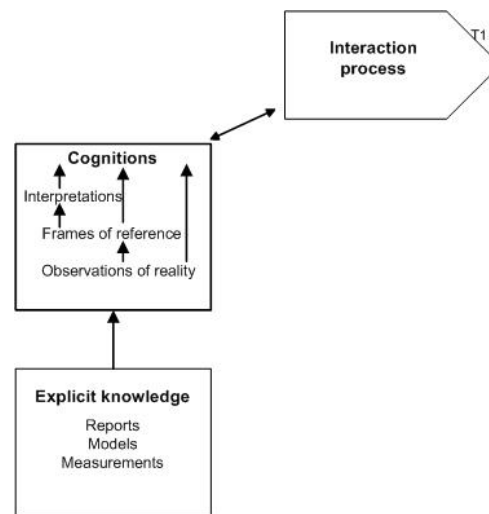 T1
Interaction
process
Cognitions
Interpretations
Frames of reference
Observations of reality
Explicit knowledge
Reports
Models
Measurements